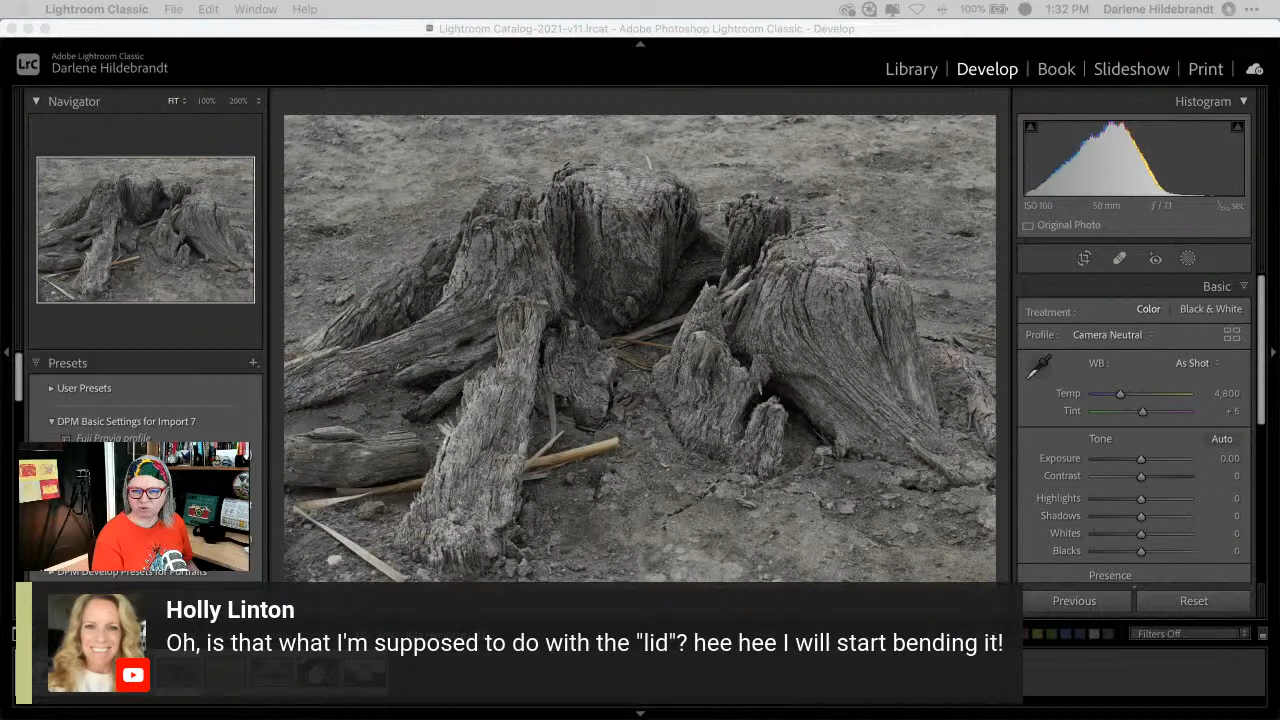 Lightroom Classic File Edit Window Help 100% 1:32 PM Darlene Hildebrandt
Lightroom Catalog-2021-v11.lrcat - Adobe Photoshop Lightroom Classic - Develop
LrC
Adobe Lightroom Classic
Darlene Hildebrandt
Library | Develop | Book | Slideshow | Print
Navigator FIT 100% 200%
Histogram
ISO 100 50 mm ƒ / 7.1 1/250 sec
Original Photo
Basic
Treatment : Color Black & White
Profile : Camera Neutral
WB : As Shot
Temp 4,800
Tint + 5
Tone Auto
Exposure 0.00
Contrast 0
Highlights 0
Shadows 0
Whites 0
Blacks 0
Presence
Previous Reset
Presets
User Presets
DPM Basic Settings for Import 7
Fuji Provia profile
DPM Develop Presets for Portraits
Filters Off
Holly Linton
Oh, is that what I'm supposed to do with the "lid"? hee hee I will start bending it!